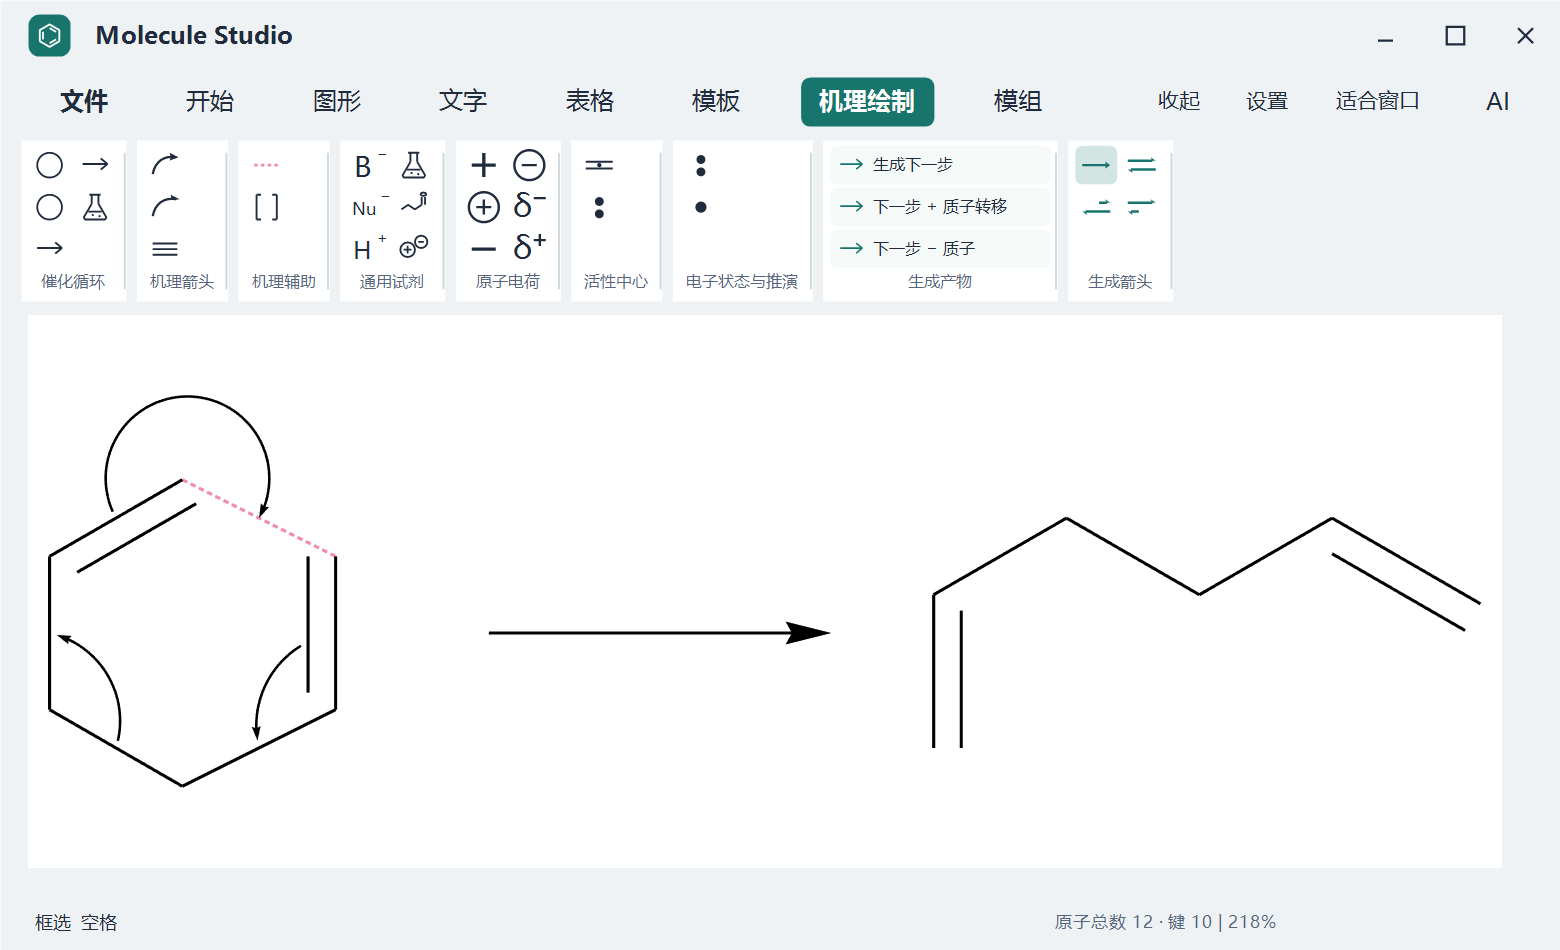 Molecule Studio
文件 开始 图形 文字 表格 模板 机理绘制 模组 收起 设置 适合窗口 AI
B⁻
Nu⁻
H⁺
δ⁻
δ⁺
生成下一步
下一步 + 质子转移
下一步 − 质子
催化循环 机理箭头 机理辅助 通用试剂 原子电荷 活性中心 电子状态与推演 生成产物 生成箭头
框选 空格 原子总数 12 · 键 10 | 218%